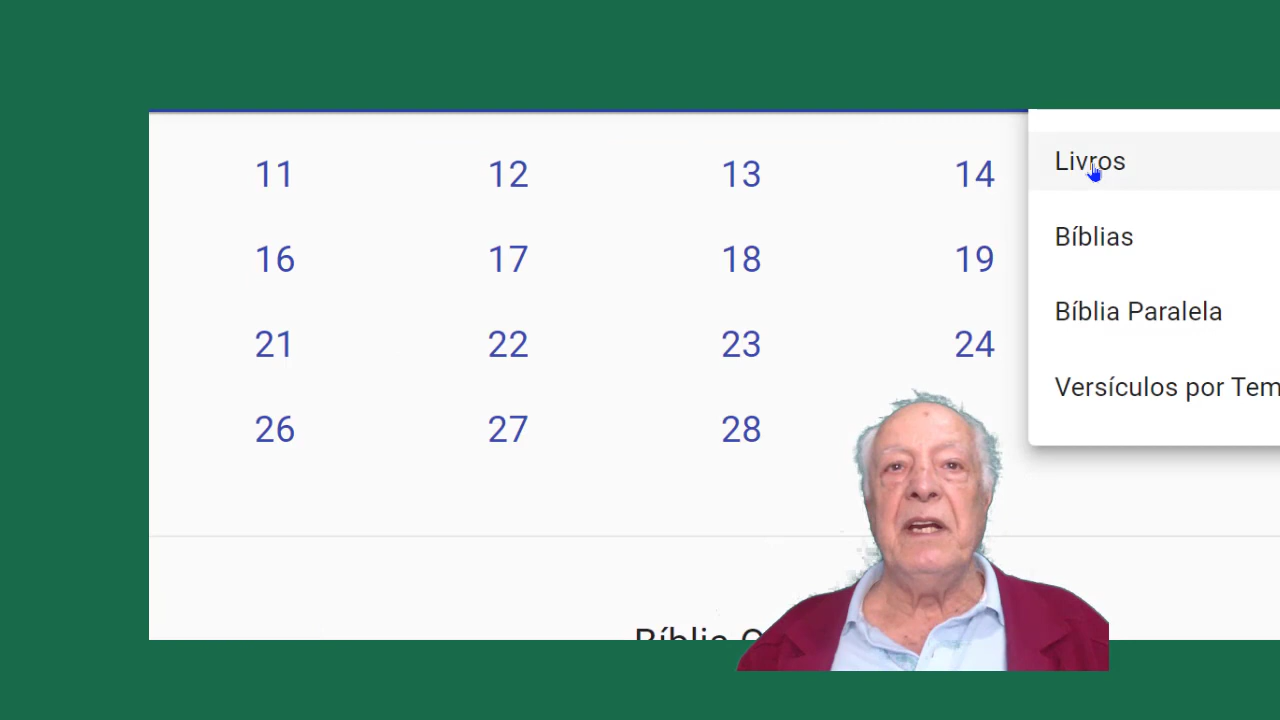 11 12 13 14
16 17 18 19
21 22 23 24
26 27 28
Livros
Bíblias
Bíblia Paralela
Versículos por Tem
Bíblia